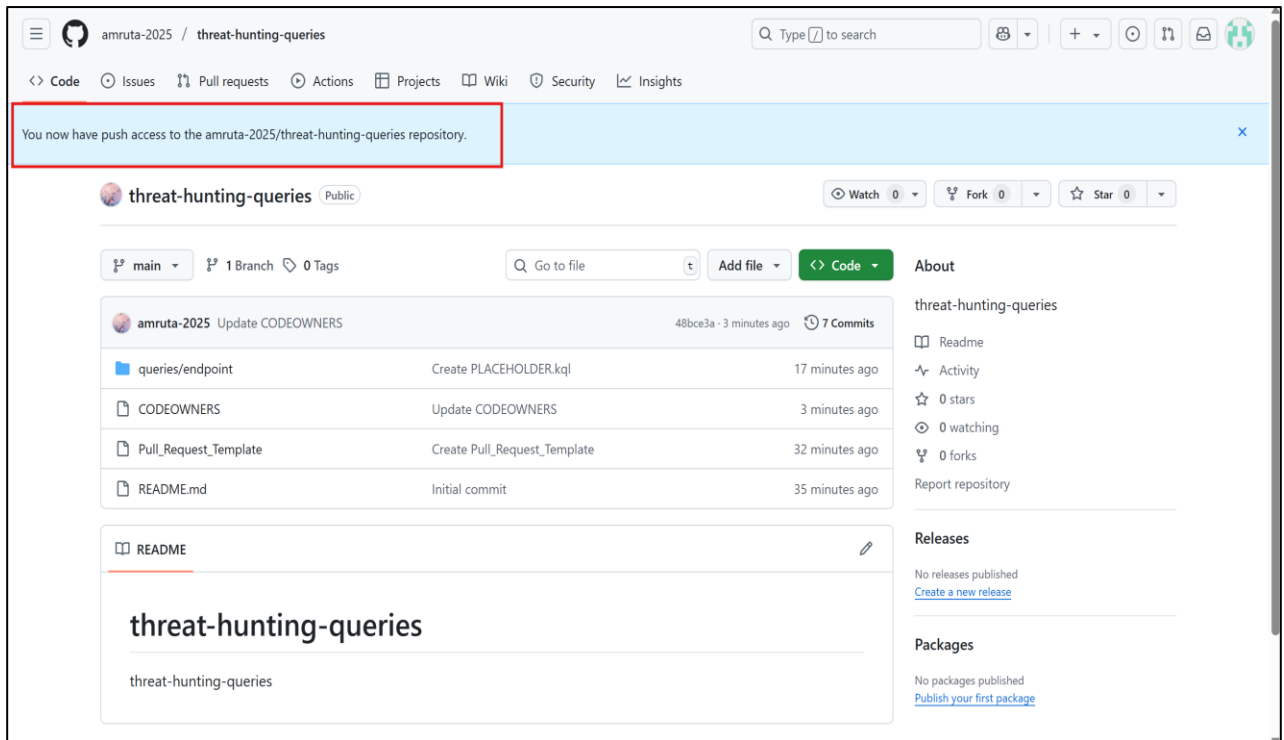 amruta-2025 / threat-hunting-queries
Type / to search
Code Issues Pull requests Actions Projects Wiki Security Insights
You now have push access to the amruta-2025/threat-hunting-queries repository.
threat-hunting-queries Public
Watch 0 Fork 0 Star 0
main 1 Branch 0 Tags
Go to file t Add file Code
amruta-2025 Update CODEOWNERS 48bce3a · 3 minutes ago 7 Commits
queries/endpoint Create PLACEHOLDER.kql 17 minutes ago
CODEOWNERS Update CODEOWNERS 3 minutes ago
Pull_Request_Template Create Pull_Request_Template 32 minutes ago
README.md Initial commit 35 minutes ago
README
threat-hunting-queries
threat-hunting-queries
About
threat-hunting-queries
Readme
Activity
0 stars
0 watching
0 forks
Report repository
Releases
No releases published
Create a new release
Packages
No packages published
Publish your first package